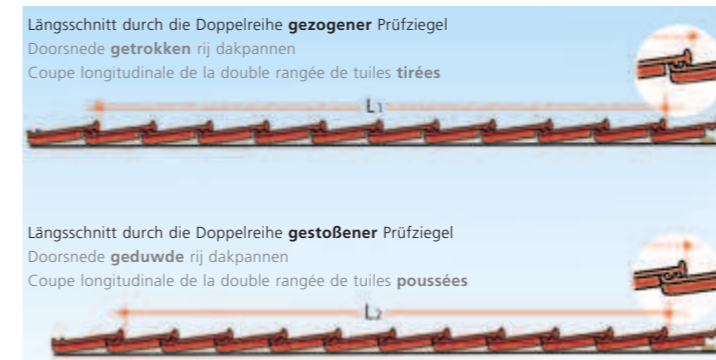 Längsschnitt durch die Doppelreihe gezogener Prüfziegel
Doorsnede getrokken rij dakpannen
Coupe longitudinale de la double rangée de tuiles tirées
L1
Längsschnitt durch die Doppelreihe gestoßener Prüfziegel
Doorsnede geduwde rij dakpannen
Coupe longitudinale de la double rangée de tuiles poussées
L2